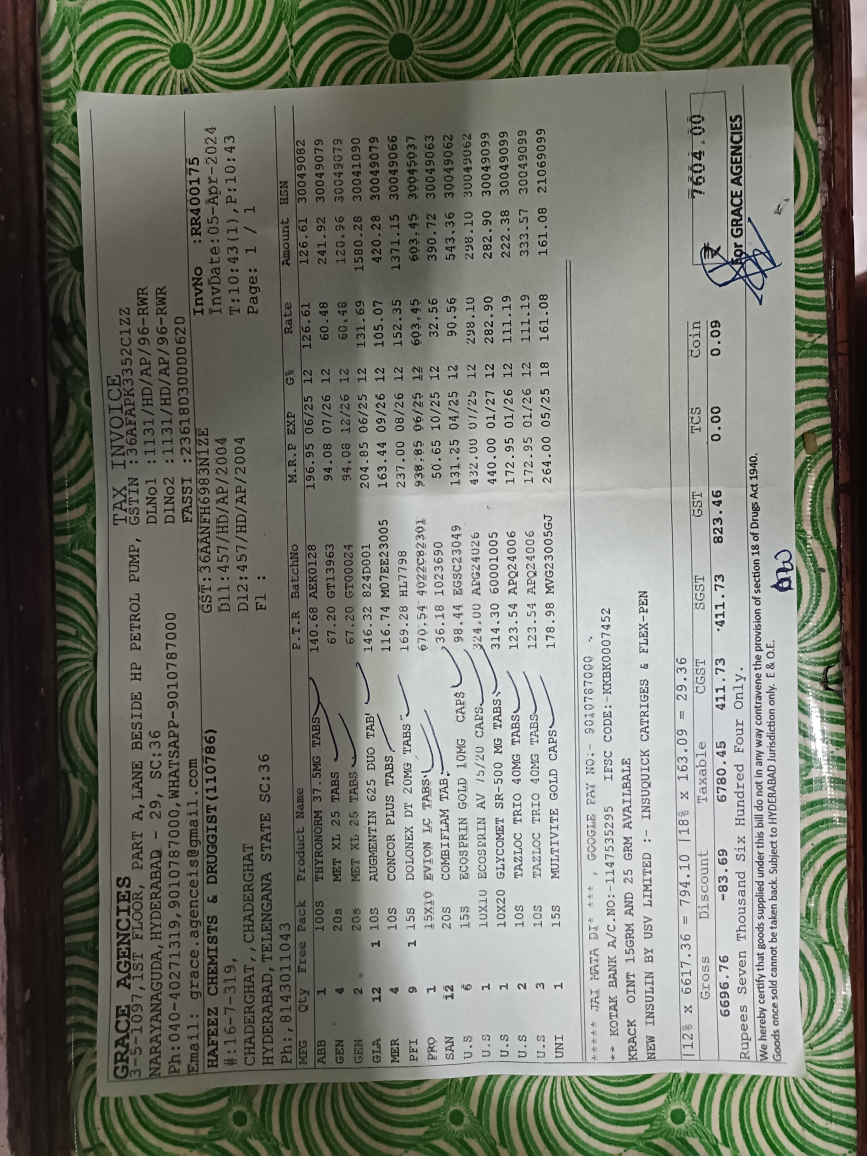 GRACE AGENCIES
TAX INVOICE
3-5-1097,1ST FLOOR, PART A,LANE BESIDE HP PETROL PUMP, GSTIN :36AFAPK3352C1ZZ
NARAYANAGUDA,HYDERABAD - 29, SC:36 DLNo1 :1131/HD/AP/96-RWR
Ph:040-40271319,9010787000,WHATSAPP-9010787000 DlNo2 :1131/HD/AP/96-RWR
Email: grace.agenceis@gmail.com FASSI :23618030000620
HAFEEZ CHEMISTS & DRUGGIST(110786) GST:36AANFH6983N1ZE InvNo :RR400175
#:16-7-319, D11:457/HD/AP/2004 InvDate:05-Apr-2024
CHADERGHAT,,CHADERGHAT D12:457/HD/AP/2004 T:10:43(1),P:10:43
HYDERABAD,TELENGANA STATE SC:36 Fl : Page: 1 / 1
Ph:,8143011043
MFG Qty Free Pack Product Name P.T.R BatchNo M.R.P EXP G% Rate Amount HSN
ABB 1 100S THYRONORM 37.5MG TABS 140.68 AEK0128 196.95 06/25 12 126.61 126.61 30049082
GEN 4 20s MET XL 25 TABS 67.20 GT13963 94.08 07/26 12 60.48 241.92 30049079
GEN 2 20s MET XL 25 TABS 67.20 GT00024 94.08 12/26 12 60.48 120.96 30049079
GLA 12 1 10S AUGMENTIN 625 DUO TAB 146.32 824D001 204.85 06/25 12 131.69 1580.28 30041090
MER 4 10S CONCOR PLUS TABS 116.74 M07EE23005 163.44 09/26 12 105.07 420.28 30049079
PFI 9 1 15S DOLONEX DT 20MG TABS 169.28 HL7798 237.00 08/26 12 152.35 1371.15 30049066
PRO 1 15X10 EVION LC TABS 670.54 4022C82301 938.85 06/25 12 603.45 603.45 30045037
SAN 12 20S COMBIFLAM TAB 36.18 1023690 50.65 10/25 12 32.56 390.72 30049063
U.S 6 15S ECOSPRIN GOLD 10MG CAPS 98.44 EGSC23049 131.25 04/25 12 90.56 543.36 30049062
U.S 1 10X10 ECOSPRIN AV 75/20 CAPS 324.00 APG24026 432.00 07/25 12 298.10 298.10 30049062
U.S 1 10X20 GLYCOMET SR-500 MG TABS 314.30 60001005 440.00 01/27 12 282.90 282.90 30049099
U.S 2 10S TAZLOC TRIO 40MG TABS 123.54 APQ24006 172.95 01/26 12 111.19 222.38 30049099
U.S 3 10S TAZLOC TRIO 40MG TABS 123.54 APQ24006 172.95 01/26 12 111.19 333.57 30049099
UNI 1 15S MULTIVITE GOLD CAPS 178.98 MVG23005GJ 264.00 05/25 18 161.08 161.08 21069099
***** JAI MATA DI* *** , GOOGLE PAY NO:- 9010787000
** KOTAK BANK A/C.NO:-1147535295 IFSC CODE:-KKBK0007452
KRACK OINT 15GRM AND 25 GRM AVAILBALE
NEW INSULIN BY USV LIMITED :- INSUQUICK CATRIGES & FLEX-PEN
|12% x 6617.36 = 794.10 |18% x 163.09 = 29.36
Gross Discount Taxable CGST SGST GST TCS Coin
6696.76 -83.69 6780.45 411.73 411.73 823.46 0.00 0.09 ₹ 7604.00
Rupees Seven Thousand Six Hundred Four Only.
For GRACE AGENCIES
We hereby certify that goods supplied under this bill do not in any way contravene the provision of section 18 of Drugs Act 1940.
Goods once sold cannot be taken back. Subject to HYDERABAD Jurisdiction only. E & O.E.